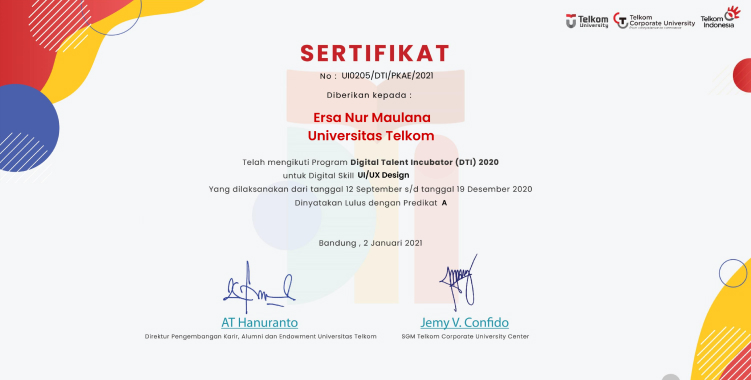 Telkom
University
Telkom
Corporate University
Telkom
Indonesia
SERTIFIKAT
No : UI0205/DTI/PKAE/2021
Diberikan kepada :
Ersa Nur Maulana
Universitas Telkom
Telah mengikuti Program Digital Talent Incubator (DTI) 2020
untuk Digital Skill UI/UX Design
Yang dilaksanakan dari tanggal 12 September s/d tanggal 19 Desember 2020
Dinyatakan Lulus dengan Predikat A
Bandung , 2 Januari 2021
AT Hanuranto
Direktur Pengembangan Karir, Alumni dan Endowment Universitas Telkom
Jemy V. Confido
SGM Telkom Corporate University Center